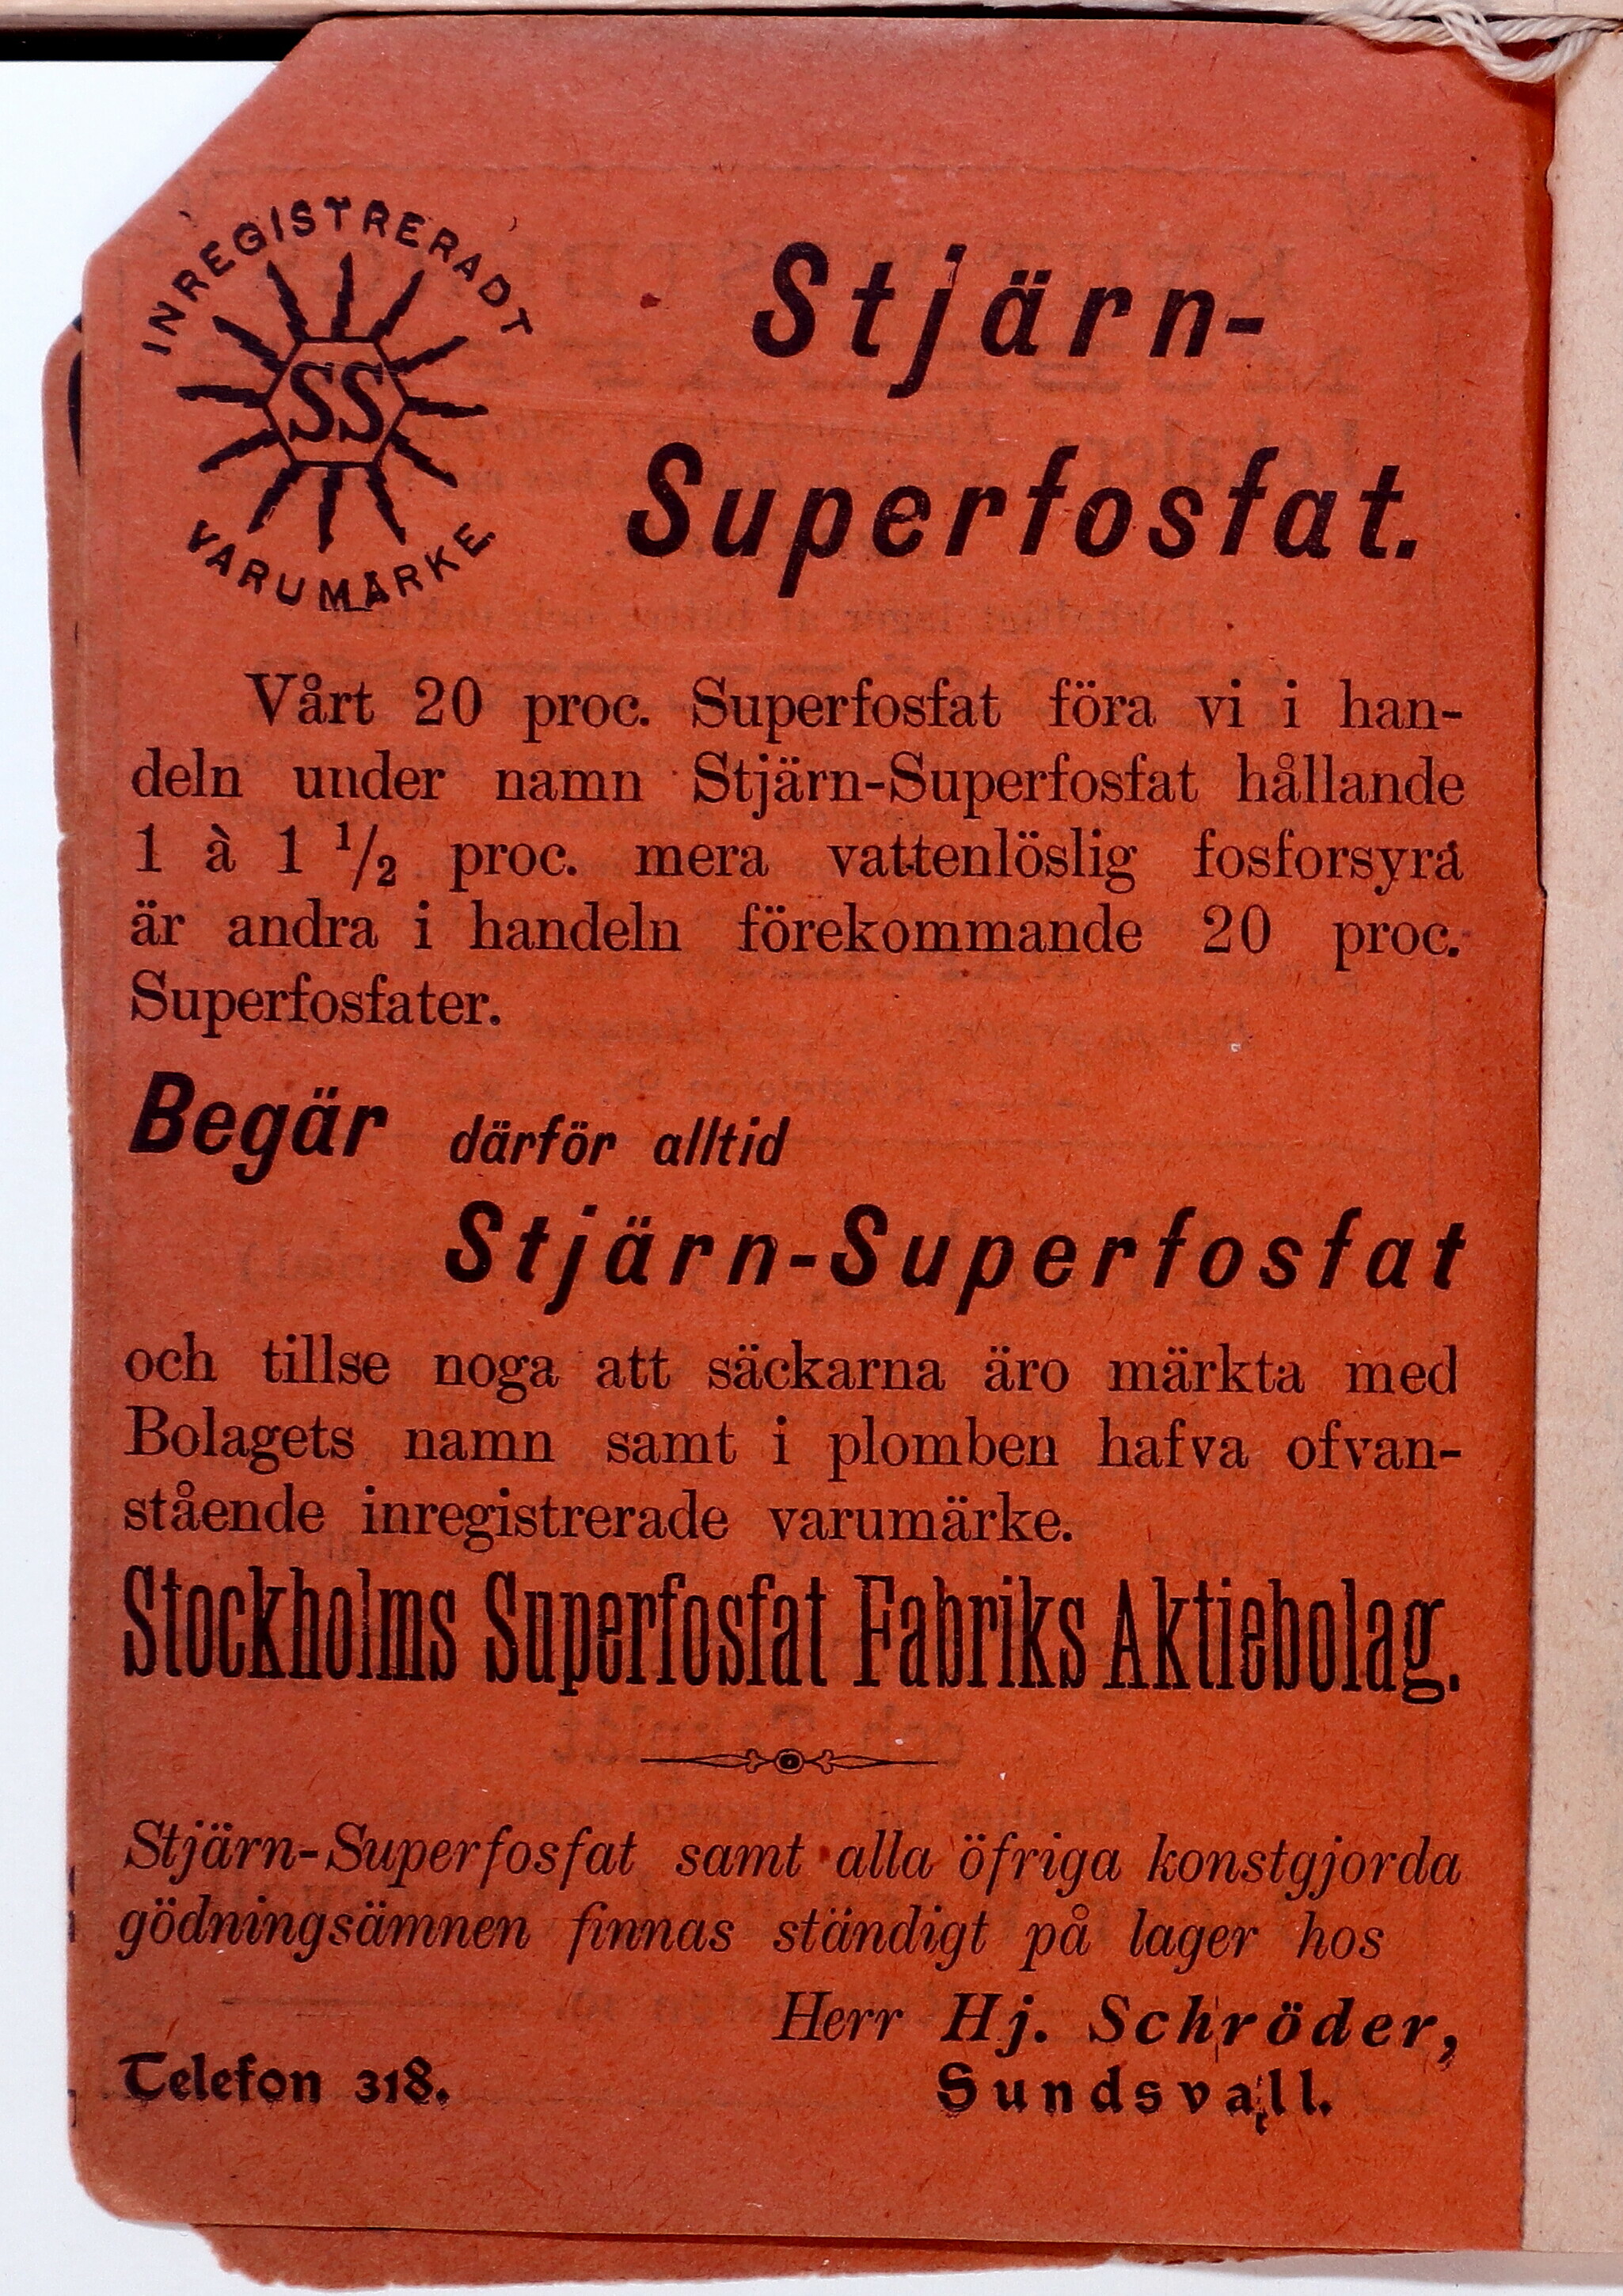 INREGISTRERADT
SS
VARUMÄRKE
Stjärn-
Superfosfat.
Vårt 20 proc. Superfosfat föra vi i han-
deln under namn Stjärn-Superfosfat hållande
1 à 1 1/2 proc. mera vattenlöslig fosforsyra
är andra i handeln förekommande 20 proc.
Superfosfater.
Begär därför alltid
Stjärn-Superfosfat
och tillse noga att säckarna äro märkta med
Bolagets namn samt i plomben hafva ofvan-
stående inregistrerade varumärke.
Stockholms Superfosfat Fabriks Aktiebolag.
Stjärn-Superfosfat samt alla öfriga konstgjorda
gödningsämnen finnas ständigt på lager hos
Herr Hj. Schröder,
Telefon 318. Sundsvall.